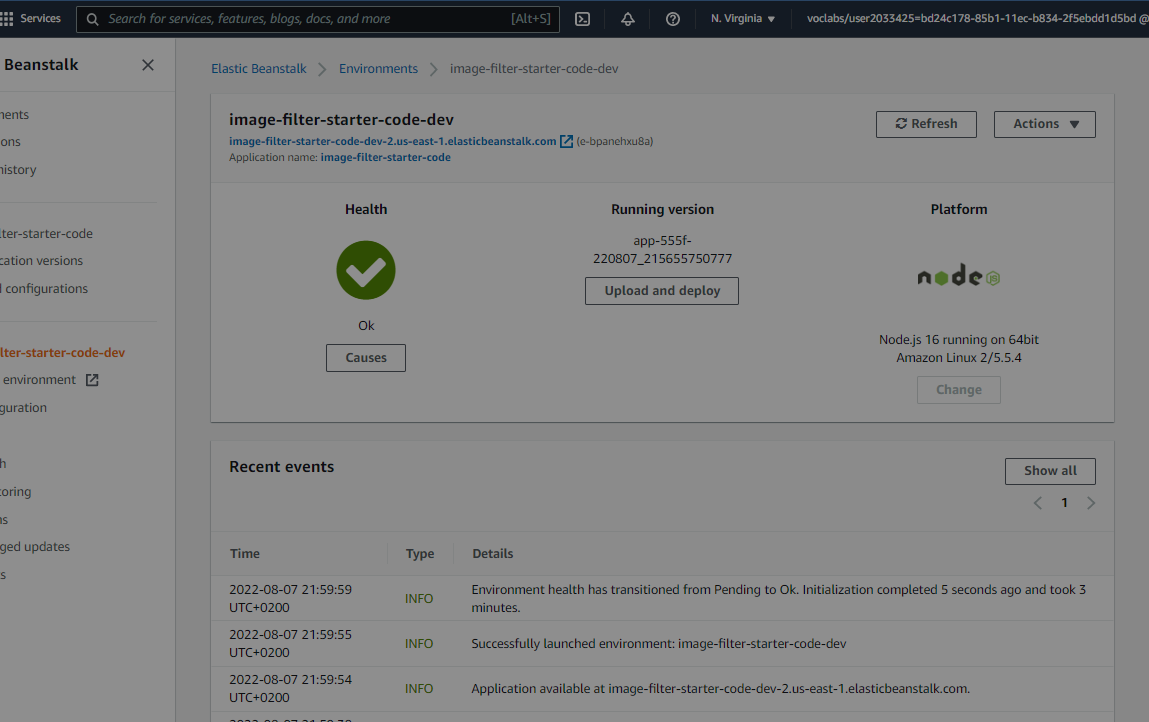 Services
Search for services, features, blogs, docs, and more [Alt+S]
N. Virginia ▼
voclabs/user2033425=bd24c178-85b1-11ec-b834-2f5ebdd1d5bd @
Beanstalk
nents
ons
history
lter-starter-code
cation versions
l configurations
lter-starter-code-dev
environment
guration
h
toring
ns
ged updates
s
Elastic Beanstalk > Environments > image-filter-starter-code-dev
image-filter-starter-code-dev
image-filter-starter-code-dev-2.us-east-1.elasticbeanstalk.com (e-bpanehxu8a)
Application name: image-filter-starter-code
Refresh
Actions ▼
Health
Ok
Causes
Running version
app-555f-
220807_215655750777
Upload and deploy
Platform
node JS
Node.js 16 running on 64bit
Amazon Linux 2/5.5.4
Change
Recent events
Show all
< 1 >
Time Type Details
2022-08-07 21:59:59
UTC+0200
INFO
Environment health has transitioned from Pending to Ok. Initialization completed 5 seconds ago and took 3
minutes.
2022-08-07 21:59:55
UTC+0200
INFO
Successfully launched environment: image-filter-starter-code-dev
2022-08-07 21:59:54
UTC+0200
INFO
Application available at image-filter-starter-code-dev-2.us-east-1.elasticbeanstalk.com.